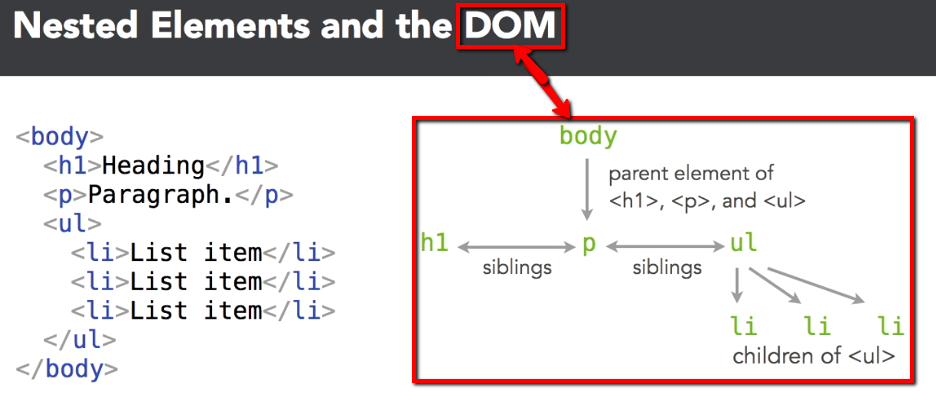 Nested Elements and the DOM
<body>
<h1>Heading</h1>
<p>Paragraph.</p>
<ul>
<li>List item</li>
<li>List item</li>
<li>List item</li>
</ul>
</body>
body
parent element of
<h1>, <p>, and <ul>
h1 p ul
siblings siblings
li li li
children of <ul>